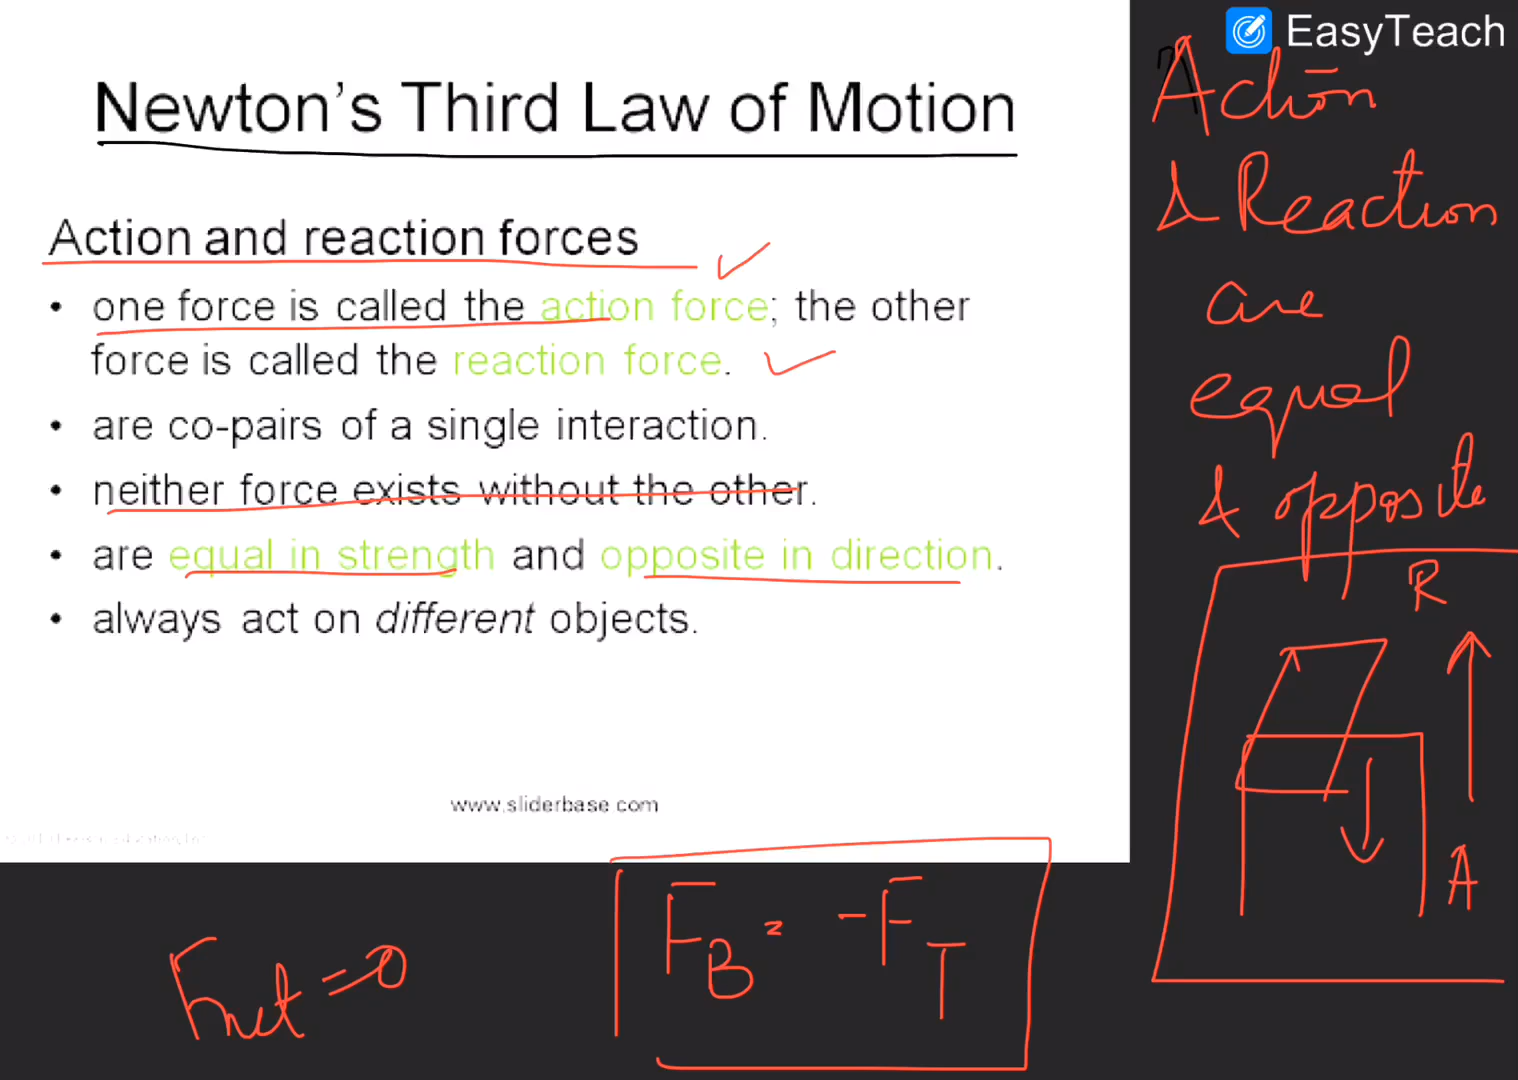 EasyTeach
Newton's Third Law of Motion
Action and reaction forces
• one force is called the action force; the other
force is called the reaction force.
• are co-pairs of a single interaction.
• neither force exists without the other.
• are equal in strength and opposite in direction.
• always act on different objects.
www.sliderbase.com
Action
& Reaction
are
equal
& opposite
R
A
Fnet = 0
FB = -FT